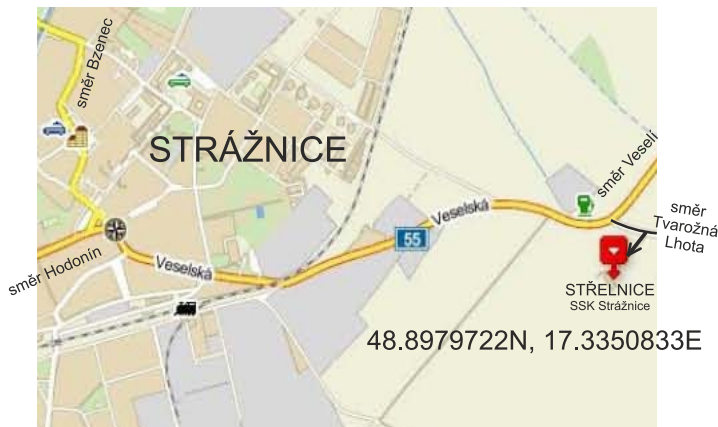 směr Bzenec
STRÁŽNICE
směr Veselí
směr
Tvarožná
Lhota
Veselská
55
směr Hodonín
Veselská
STŘELNICE
SSK Strážnice
48.8979722N, 17.3350833E